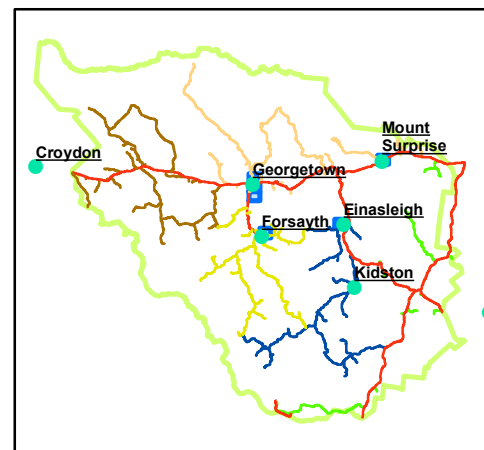 Croydon
Mount
Surprise
Georgetown
Forsayth
Einasleigh
Kidston